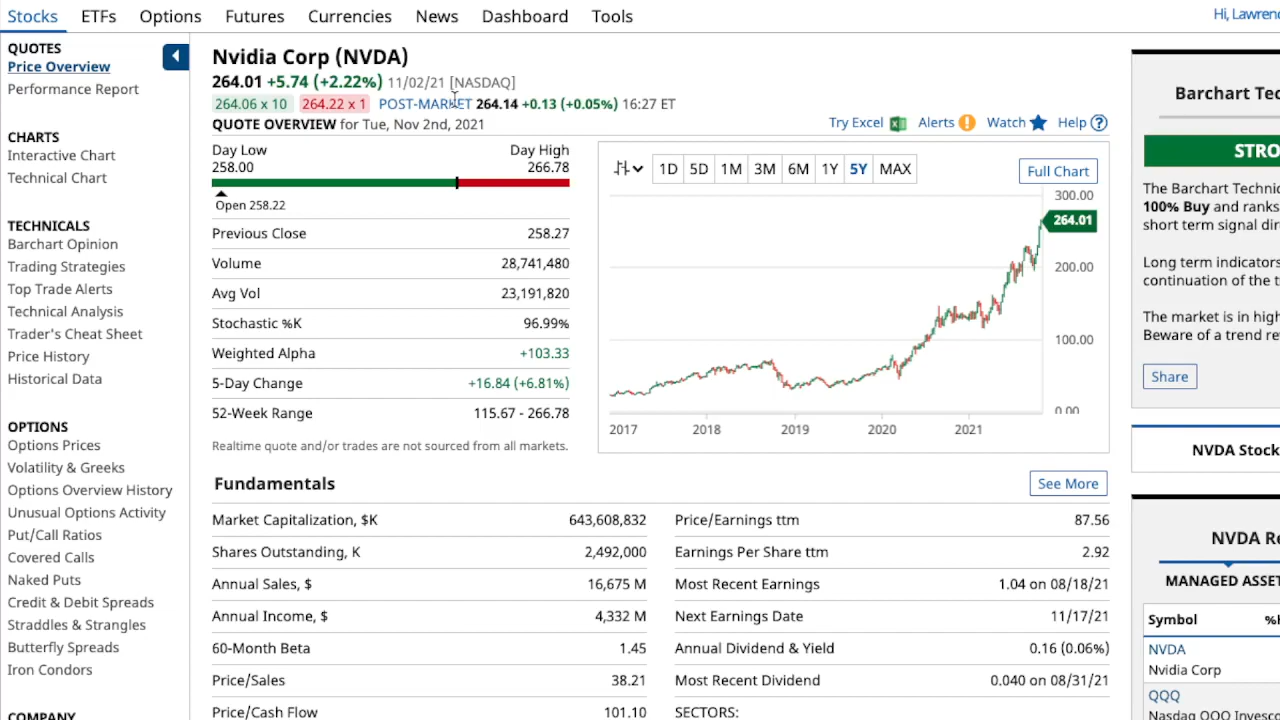 Stocks ETFs Options Futures Currencies News Dashboard Tools
Hi, Lawrenc
QUOTES
Price Overview
Performance Report
CHARTS
Interactive Chart
Technical Chart
TECHNICALS
Barchart Opinion
Trading Strategies
Top Trade Alerts
Technical Analysis
Trader's Cheat Sheet
Price History
Historical Data
OPTIONS
Options Prices
Volatility & Greeks
Options Overview History
Unusual Options Activity
Put/Call Ratios
Covered Calls
Naked Puts
Credit & Debit Spreads
Straddles & Strangles
Butterfly Spreads
Iron Condors
COMPANY
Nvidia Corp (NVDA)
264.01 +5.74 (+2.22%) 11/02/21 [NASDAQ]
264.06 x 10 264.22 x 1 POST-MARKET 264.14 +0.13 (+0.05%) 16:27 ET
QUOTE OVERVIEW for Tue, Nov 2nd, 2021
Try Excel Alerts Watch Help
Day Low Day High
258.00 266.78
Open 258.22
Previous Close 258.27
Volume 28,741,480
Avg Vol 23,191,820
Stochastic %K 96.99%
Weighted Alpha +103.33
5-Day Change +16.84 (+6.81%)
52-Week Range 115.67 - 266.78
Realtime quote and/or trades are not sourced from all markets.
1D 5D 1M 3M 6M 1Y 5Y MAX
Full Chart
300.00
264.01
200.00
100.00
0.00
2017 2018 2019 2020 2021
Fundamentals
See More
Market Capitalization, $K 643,608,832
Shares Outstanding, K 2,492,000
Annual Sales, $ 16,675 M
Annual Income, $ 4,332 M
60-Month Beta 1.45
Price/Sales 38.21
Price/Cash Flow 101.10
Price/Earnings ttm 87.56
Earnings Per Share ttm 2.92
Most Recent Earnings 1.04 on 08/18/21
Next Earnings Date 11/17/21
Annual Dividend & Yield 0.16 (0.06%)
Most Recent Dividend 0.040 on 08/31/21
SECTORS:
Barchart Tec
STRO
The Barchart Technic
100% Buy and ranks
short term signal dire
Long term indicators
continuation of the t
The market is in high
Beware of a trend re
Share
NVDA Stock
NVDA Re
MANAGED ASSET
Symbol %H
NVDA
Nvidia Corp
QQQ
Nasdaq QQQ Invesco